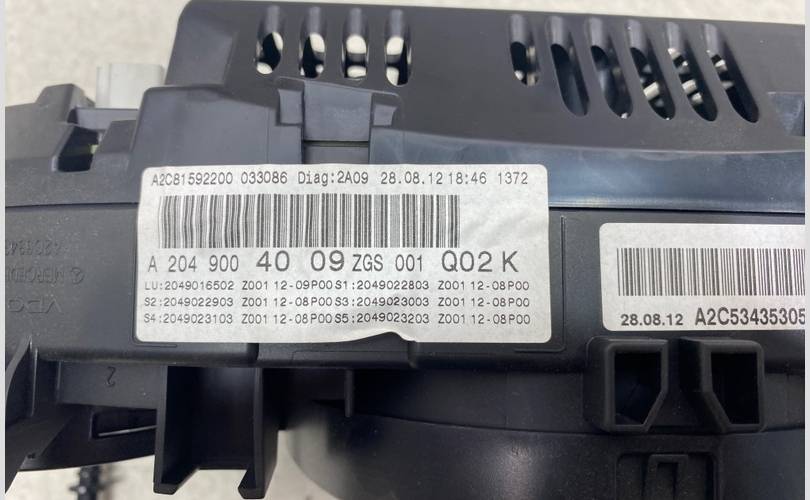 A2C81592200 033086 Diag:2A09 28.08.12 18:46 1372
A 204 900 40 09 ZGS 001 Q02 K
LU:2049016502 Z001 12-09P00 S1:2049022803 Z001 12-08P00
S2:2049022903 Z001 12-08P00 S3:2049023003 Z001 12-08P00
S4:2049023103 Z001 12-08P00 S5:2049023203 Z001 12-08P00
28.08.12 A2C53435305
VDO
2